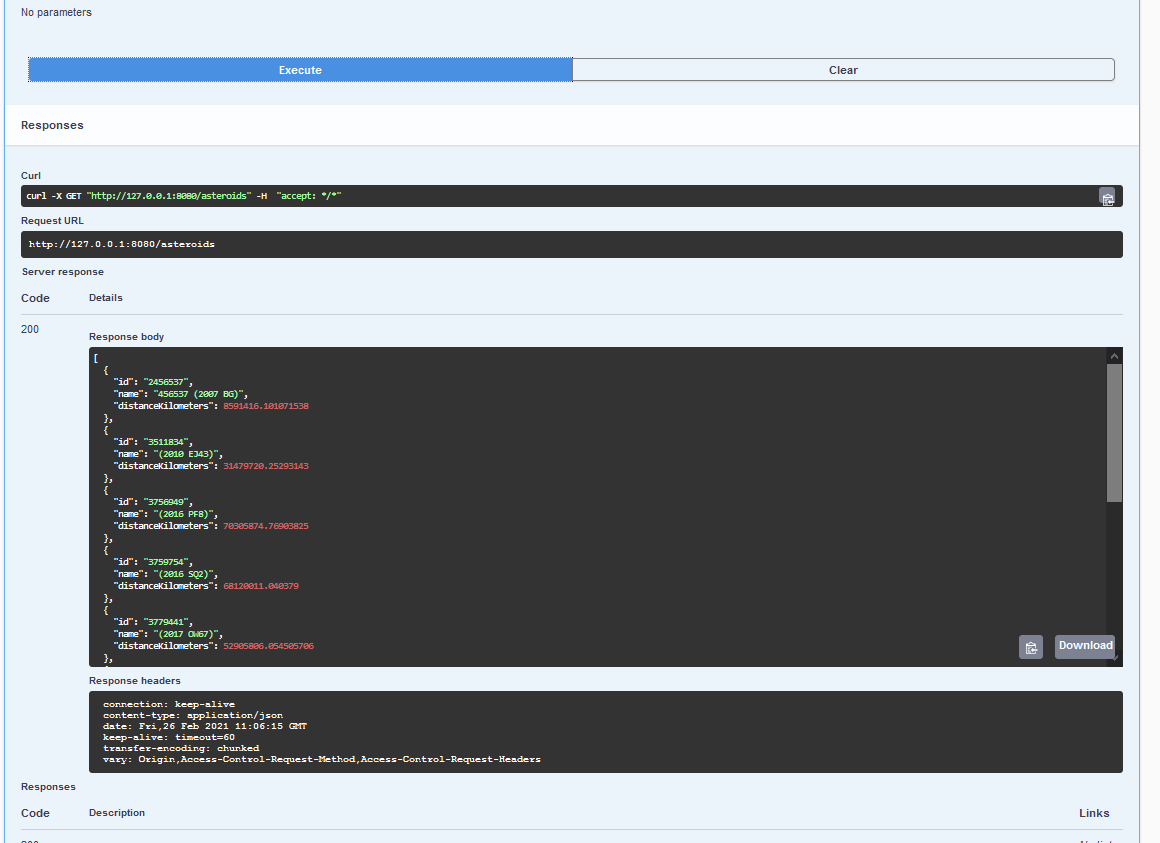 No parameters
Execute
Clear
Responses
Curl
curl -X GET "http://127.0.0.1:8080/asteroids" -H  "accept: */*"
Request URL
http://127.0.0.1:8080/asteroids
Server response
Code
Details
200
Response body
[
{
"id": "2456537",
"name": "456537 (2007 BG)",
"distanceKilometers": 8591416.101071538
},
{
"id": "3511834",
"name": "(2010 EJ43)",
"distanceKilometers": 31479720.25293143
},
{
"id": "3756949",
"name": "(2016 PF8)",
"distanceKilometers": 70305874.76903825
},
{
"id": "3759754",
"name": "(2016 SQ2)",
"distanceKilometers": 68120011.040379
},
{
"id": "3779441",
"name": "(2017 OW67)",
"distanceKilometers": 52905806.054505706
},
Download
Response headers
connection: keep-alive
content-type: application/json
date: Fri,26 Feb 2021 11:06:15 GMT
keep-alive: timeout=60
transfer-encoding: chunked
vary: Origin,Access-Control-Request-Method,Access-Control-Request-Headers
Responses
Code
Description
Links